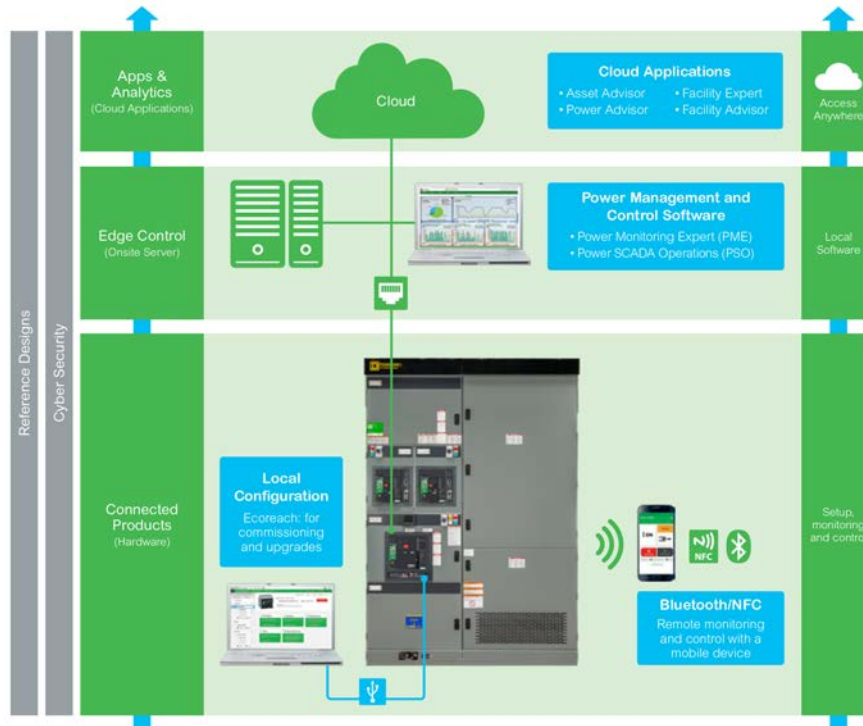 Reference Designs
Cyber Security
Apps &
Analytics
(Cloud Applications)
Cloud
Cloud Applications
• Asset Advisor
• Facility Expert
• Power Advisor
• Facility Advisor
Access
Anywhere
Edge Control
(Onsite Server)
Power Management and
Control Software
• Power Monitoring Expert (PME)
• Power SCADA Operations (PSO)
Local
Software
Connected
Products
(Hardware)
Local
Configuration
Ecoreach: for
commissioning
and upgrades
NFC
Bluetooth/NFC
Remote monitoring
and control with a
mobile device
Setup,
monitoring
and control